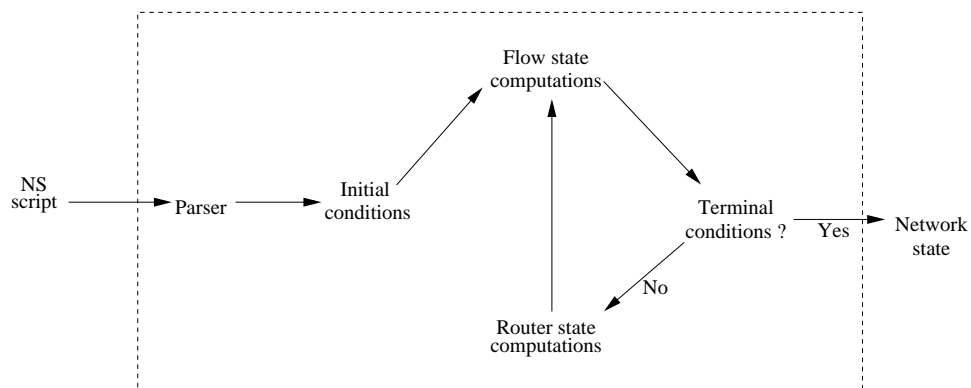 Flow state
computations
NS
script
Parser
Initial
conditions
Terminal
conditions ?
Yes
Network
state
No
Router state
computations